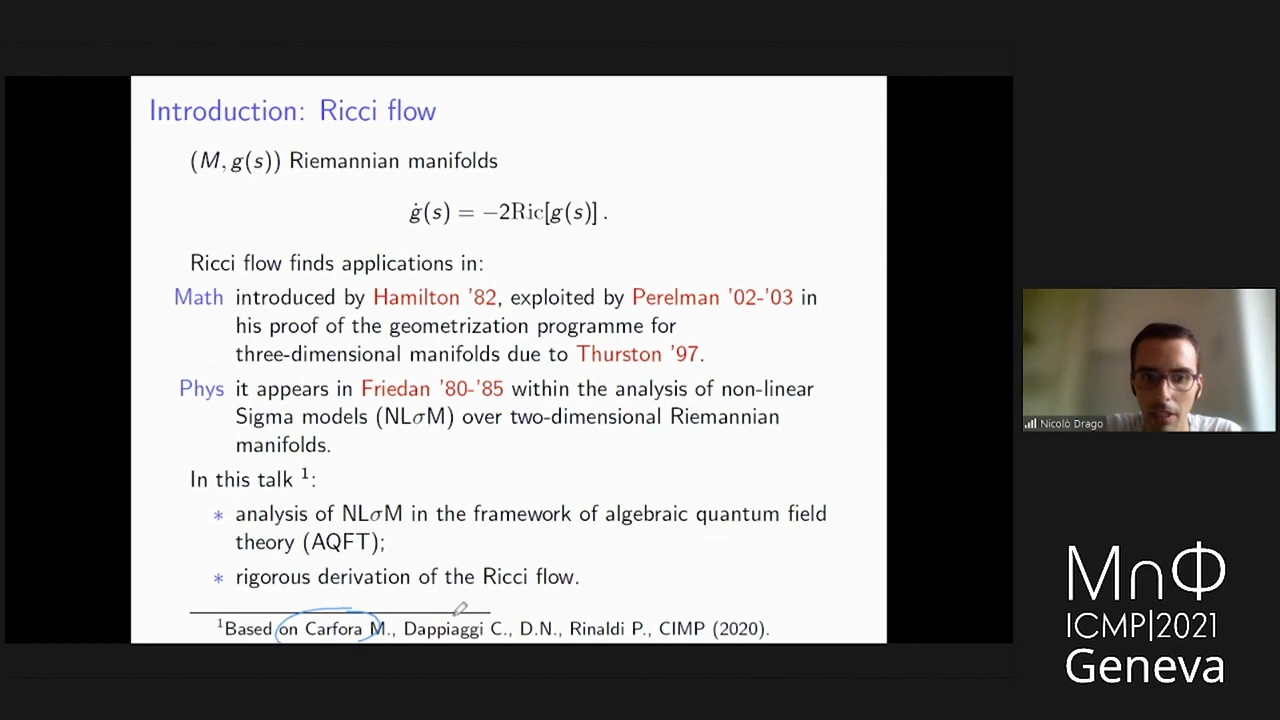 Introduction: Ricci flow
(M, g(s)) Riemannian manifolds
ġ(s) = −2Ric[g(s)] .
Ricci flow finds applications in:
Math introduced by Hamilton '82, exploited by Perelman '02-'03 in
his proof of the geometrization programme for
three-dimensional manifolds due to Thurston '97.
Phys it appears in Friedan '80-'85 within the analysis of non-linear
Sigma models (NLσM) over two-dimensional Riemannian
manifolds.
In this talk ¹:
∗ analysis of NLσM in the framework of algebraic quantum field
theory (AQFT);
∗ rigorous derivation of the Ricci flow.
¹Based on Carfora M., Dappiaggi C., D.N., Rinaldi P., CIMP (2020).
Nicolò Drago
M∩Φ
ICMP|2021
Geneva